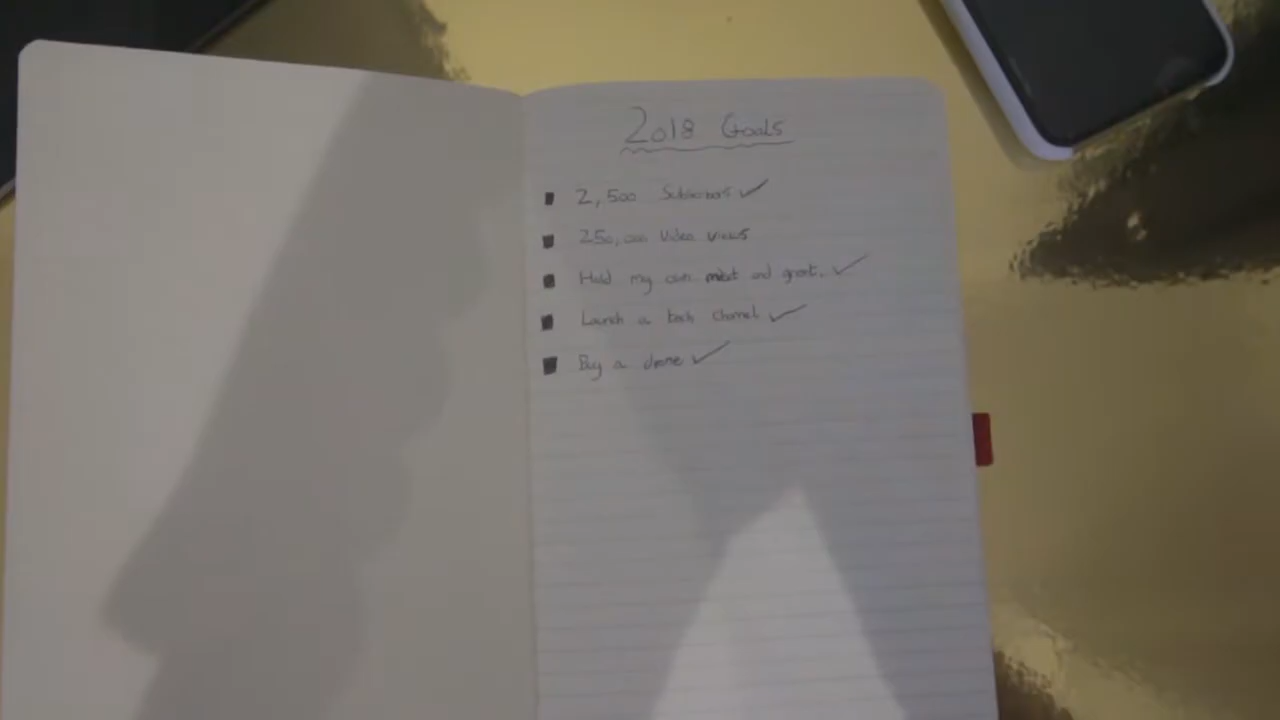 2018 Goals
2,500 Subscribers ✓
250,000 Video views
Hold my own meet and greet. ✓
Launch a tech channel ✓
Buy a drone ✓